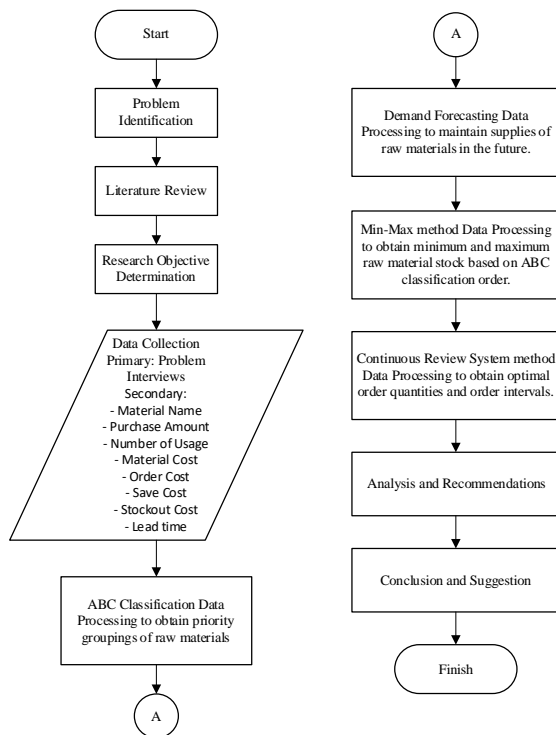 Start
Problem
Identification
Literature Review
Research Objective
Determination
Data Collection
Primary: Problem
Interviews
Secondary:
- Material Name
- Purchase Amount
- Number of Usage
- Material Cost
- Order Cost
- Save Cost
- Stockout Cost
- Lead time
ABC Classification Data
Processing to obtain priority
groupings of raw materials
A
A
Demand Forecasting Data
Processing to maintain supplies of
raw materials in the future.
Min-Max method Data Processing
to obtain minimum and maximum
raw material stock based on ABC
classification order.
Continuous Review System method
Data Processing to obtain optimal
order quantities and order intervals.
Analysis and Recommendations
Conclusion and Suggestion
Finish